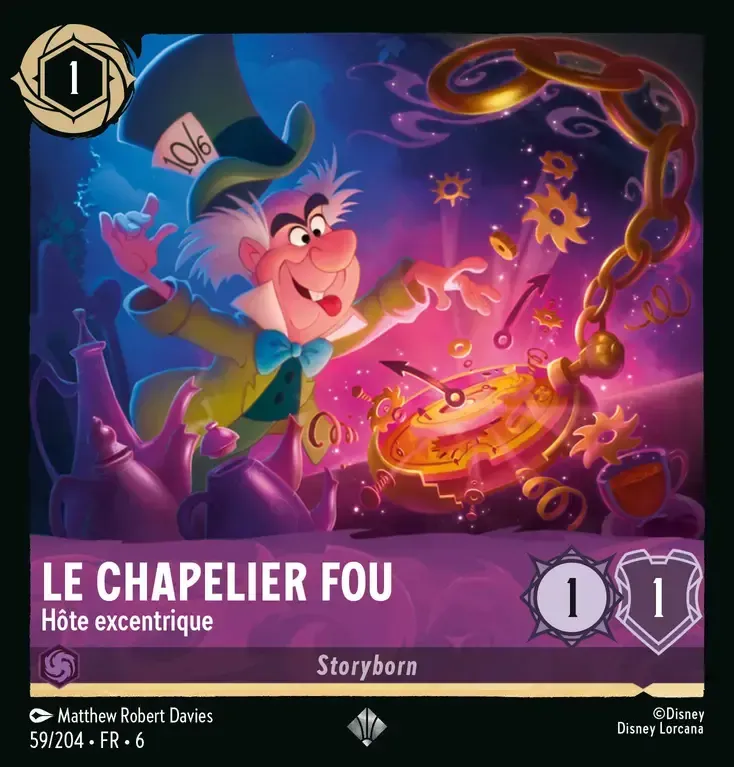 1
10/6
LE CHAPELIER FOU
Hôte excentrique
1
1
Storyborn
Matthew Robert Davies
59/204 • FR • 6
©Disney
Disney Lorcana